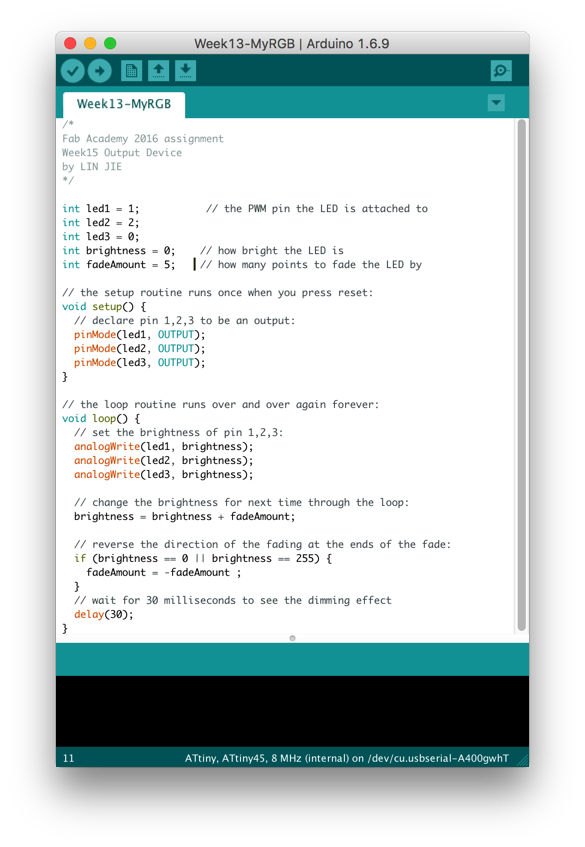 Week13-MyRGB | Arduino 1.6.9
Week13-MyRGB
/*
Fab Academy 2016 assignment
Week15 Output Device
by LIN JIE
*/
int led1 = 1;           // the PWM pin the LED is attached to
int led2 = 2;
int led3 = 0;
int brightness = 0;    // how bright the LED is
int fadeAmount = 5;    // how many points to fade the LED by
// the setup routine runs once when you press reset:
void setup() {
  // declare pin 1,2,3 to be an output:
  pinMode(led1, OUTPUT);
  pinMode(led2, OUTPUT);
  pinMode(led3, OUTPUT);
}
// the loop routine runs over and over again forever:
void loop() {
  // set the brightness of pin 1,2,3:
  analogWrite(led1, brightness);
  analogWrite(led2, brightness);
  analogWrite(led3, brightness);
  // change the brightness for next time through the loop:
  brightness = brightness + fadeAmount;
  // reverse the direction of the fading at the ends of the fade:
  if (brightness == 0 || brightness == 255) {
    fadeAmount = -fadeAmount ;
  }
  // wait for 30 milliseconds to see the dimming effect
  delay(30);
}
11 ATtiny, ATtiny45, 8 MHz (internal) on /dev/cu.usbserial-A400gwhT